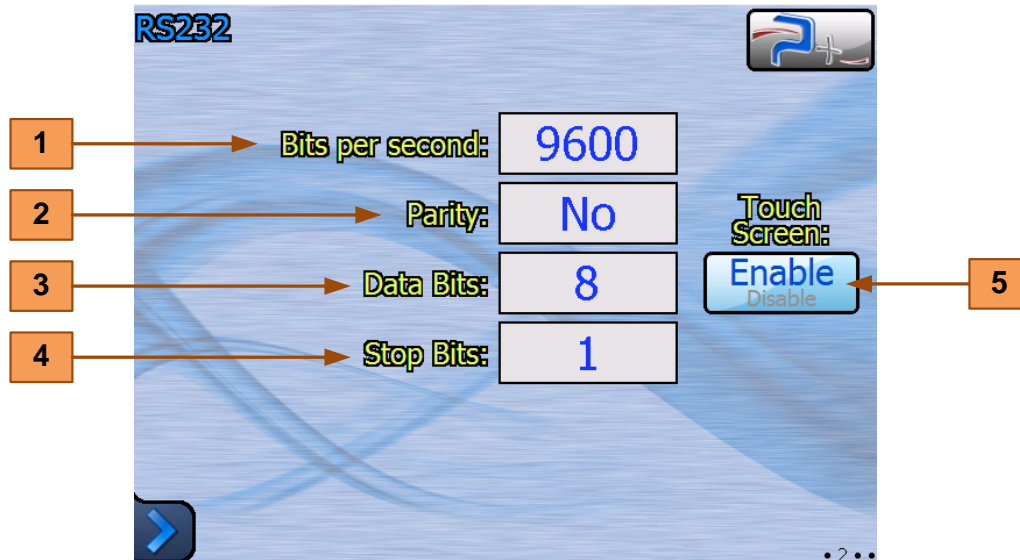 RS232
P+
1
Bits per second:
9600
2
Parity:
No
Touch
Screen:
3
Data Bits:
8
Enable
Disable
5
4
Stop Bits:
1
•2••